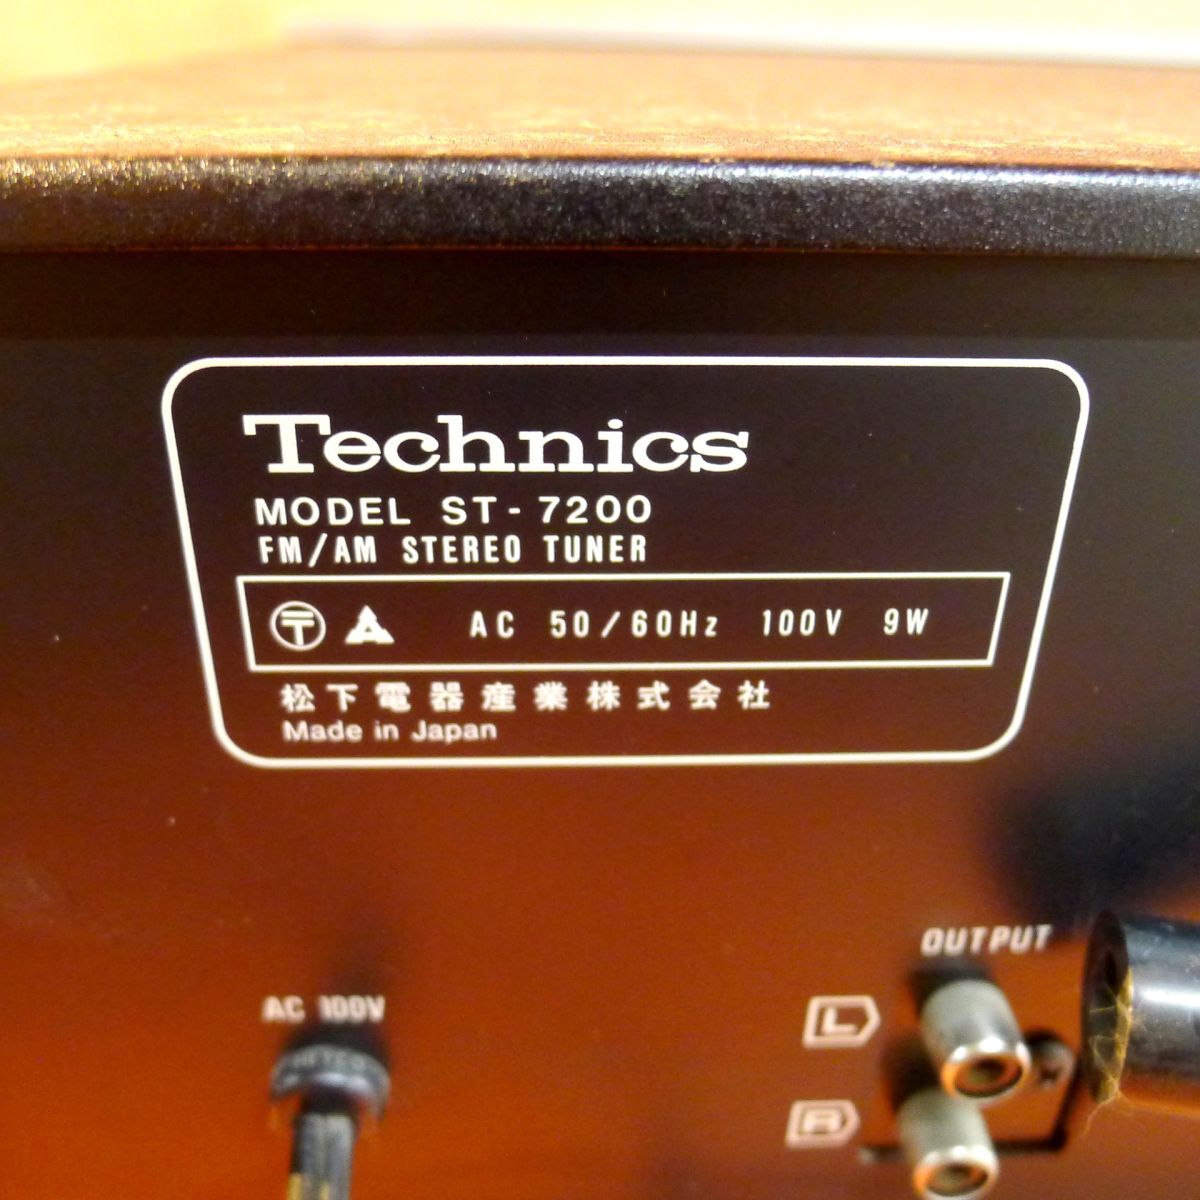 Technics
MODEL ST-7200
FM/AM STEREO TUNER
〒 A AC 50/60Hz 100V 9W
松下電器産業株式会社
Made in Japan
OUTPUT
AC 100V
L
R